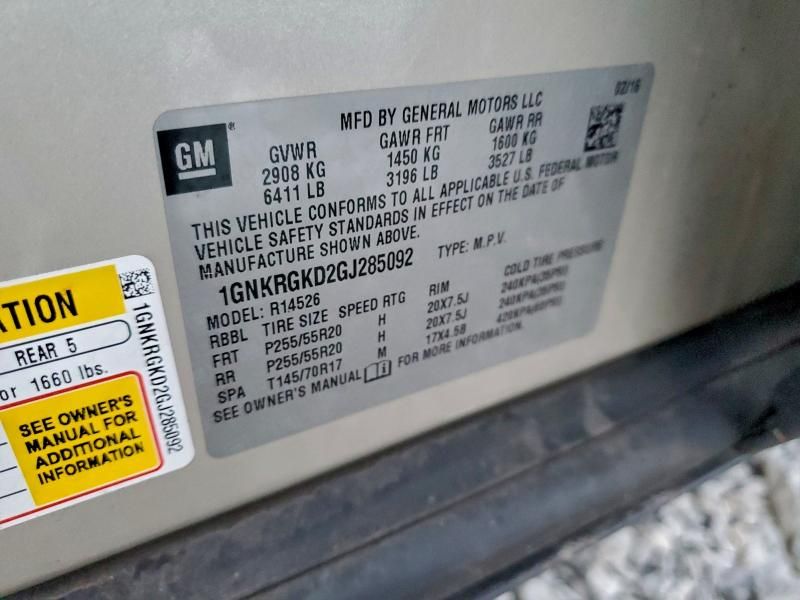 MFD BY GENERAL MOTORS LLC
02/16
GM®
GVWR GAWR FRT GAWR RR
2908 KG 1450 KG 1600 KG
6411 LB 3196 LB 3527 LB
THIS VEHICLE CONFORMS TO ALL APPLICABLE U.S. FEDERAL MOTOR
VEHICLE SAFETY STANDARDS IN EFFECT ON THE DATE OF
MANUFACTURE SHOWN ABOVE.
1GNKRGKD2GJ285092 TYPE: M.P.V.
MODEL: R14526
RBBL TIRE SIZE SPEED RTG RIM COLD TIRE PRESSURE
FRT P255/55R20 H 20X7.5J 240KPA(35PSI)
RR P255/55R20 H 20X7.5J 240KPA(35PSI)
SPA T145/70R17 M 17X4.5B 420KPA(60PSI)
SEE OWNER'S MANUAL FOR MORE INFORMATION.
ATION
REAR 5
or 1660 lbs.
SEE OWNER'S
MANUAL FOR
ADDITIONAL
INFORMATION
1GNKRGKD2GJ285092